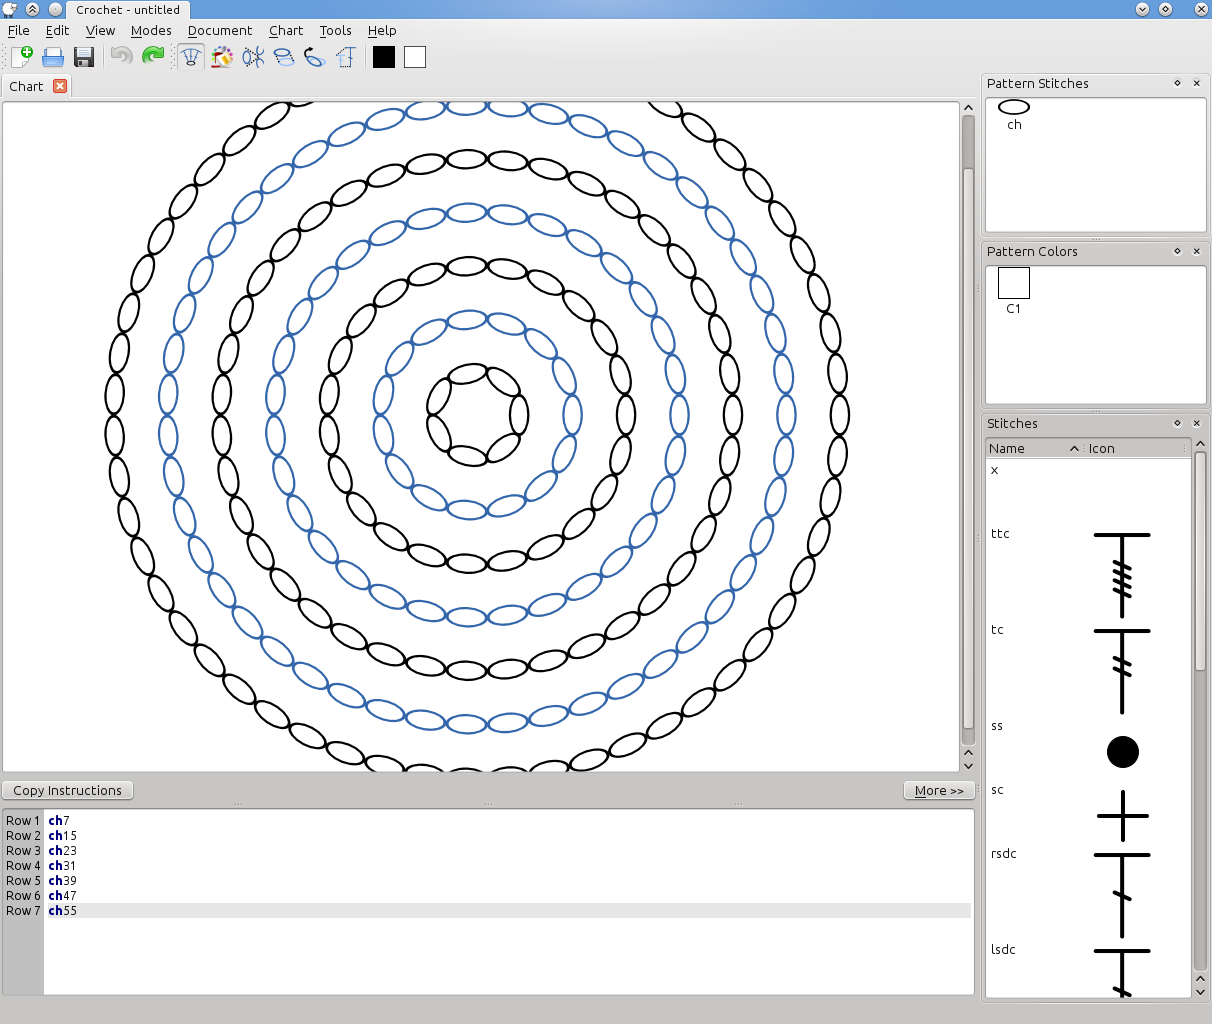 Crochet - untitled
File Edit View Modes Document Chart Tools Help
Chart
Pattern Stitches
ch
Pattern Colors
C1
Stitches
Name Icon
x
ttc
tc
ss
sc
rsdc
lsdc
Copy Instructions More >>
Row 1 ch7
Row 2 ch15
Row 3 ch23
Row 4 ch31
Row 5 ch39
Row 6 ch47
Row 7 ch55